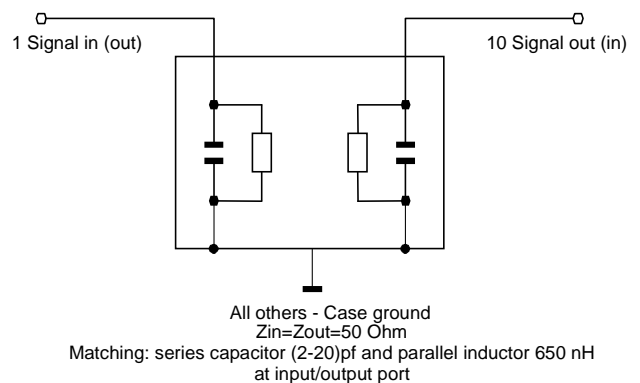 1 Signal in (out)
10 Signal out (in)
All others - Case ground
Zin=Zout=50 Ohm
Matching: series capacitor (2-20)pf and parallel inductor 650 nH
at input/output port